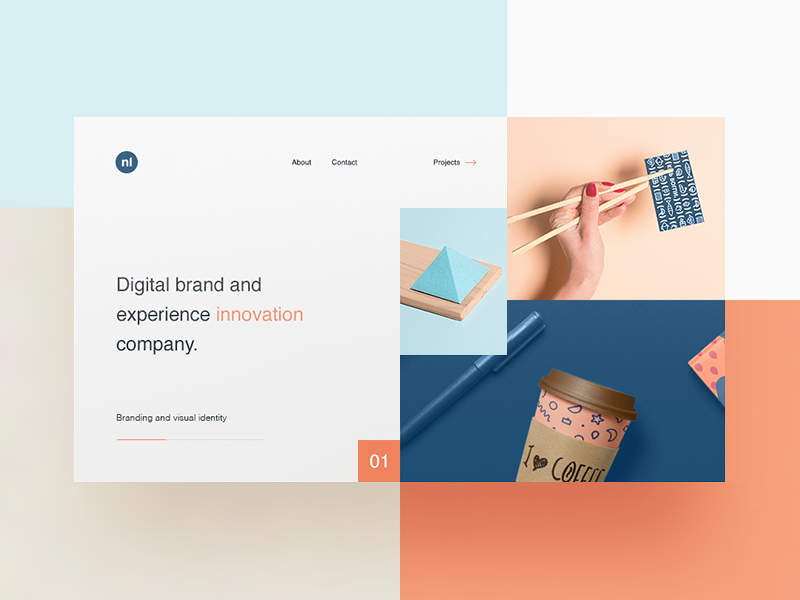 nl
About
Contact
Projects
Digital brand and
experience innovation
company.
Branding and visual identity
01
I
COFFEE